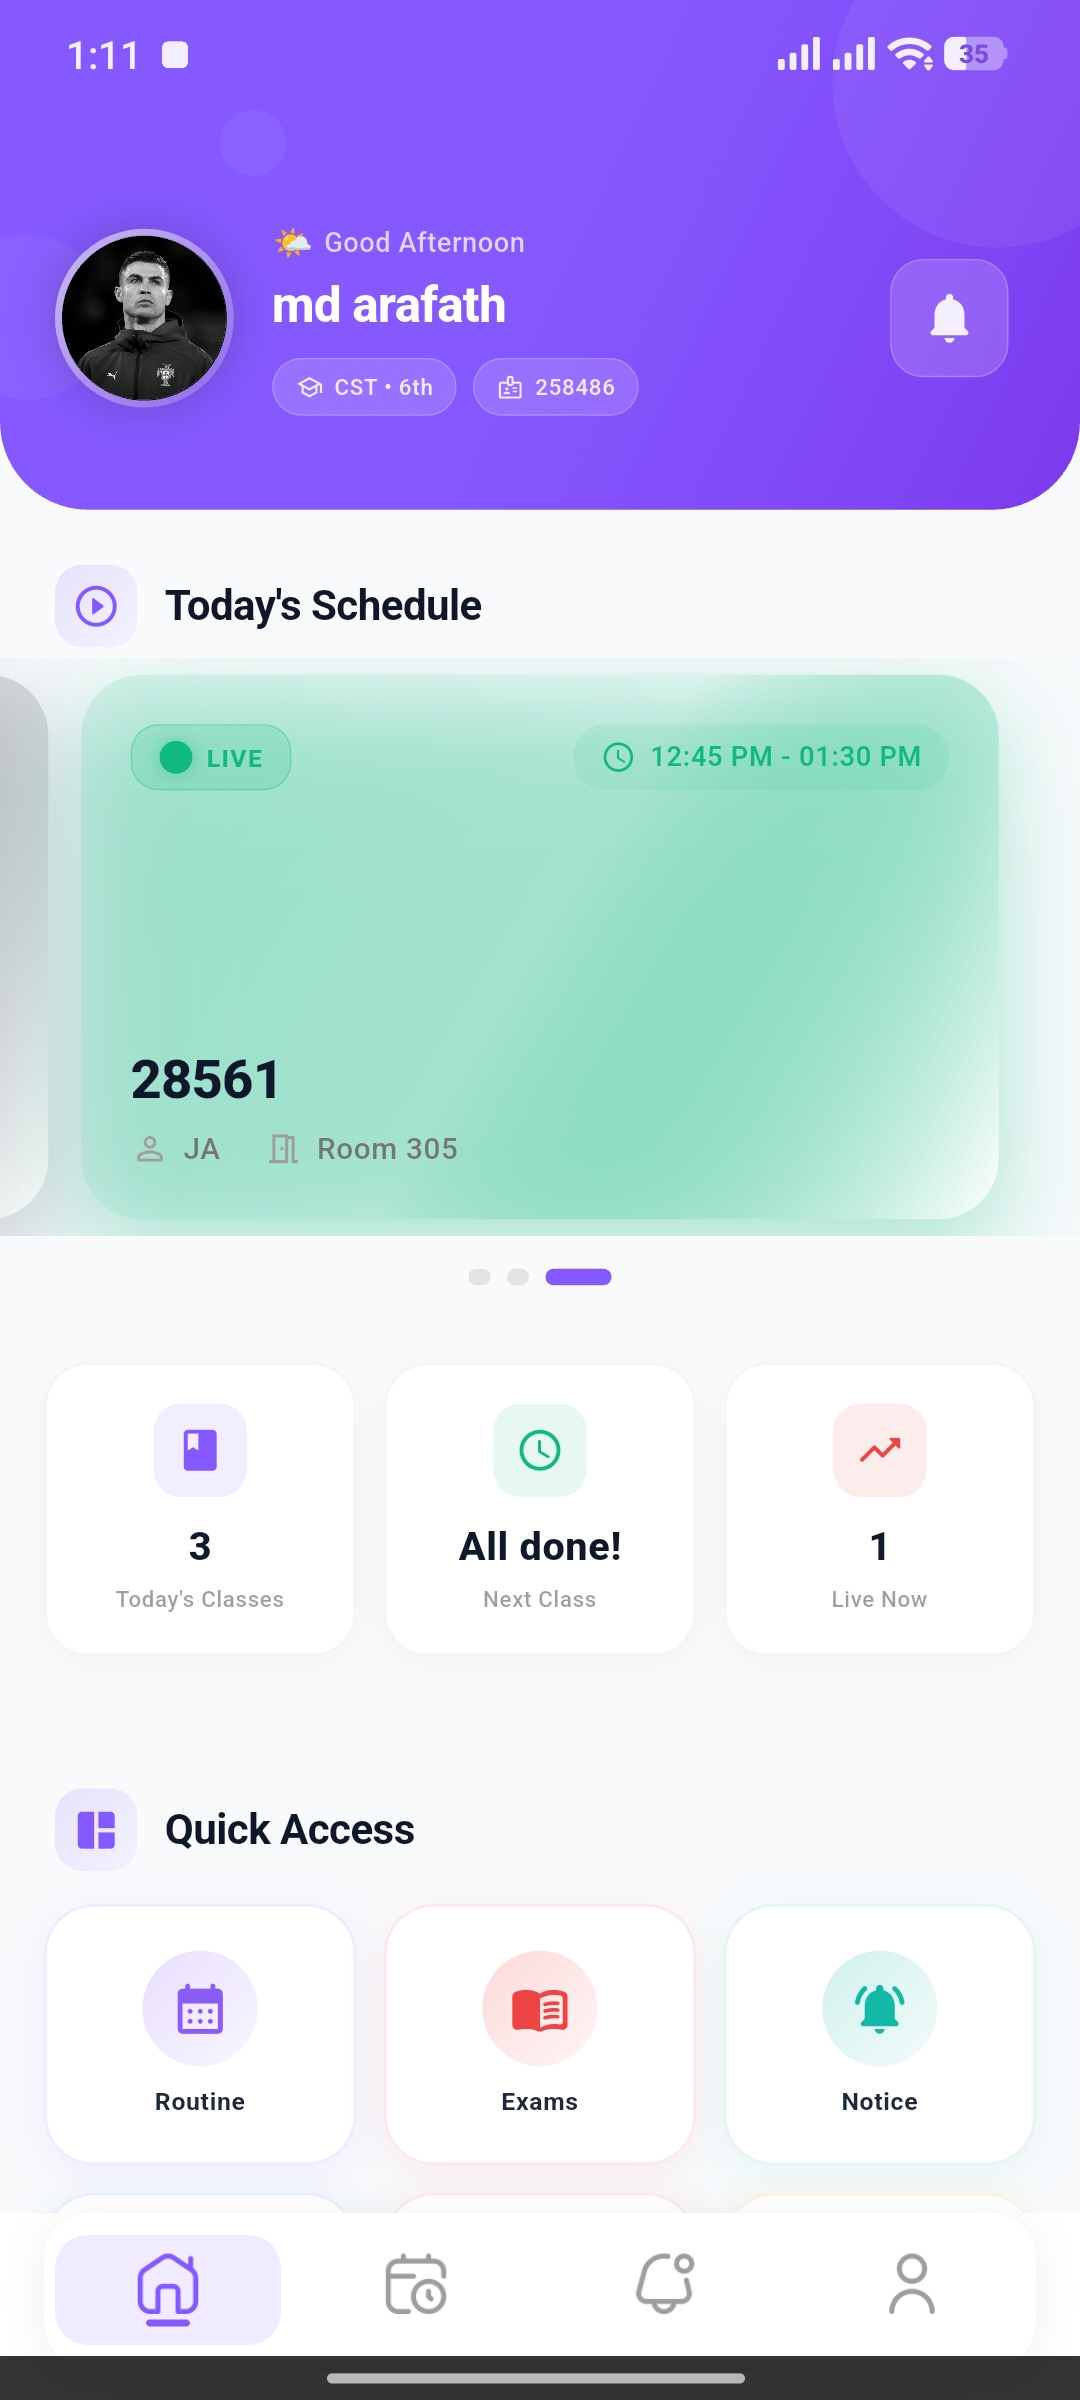 1:11
35
Good Afternoon
md arafath
CST • 6th
258486
Today's Schedule
LIVE
12:45 PM - 01:30 PM
28561
JA
Room 305
3
Today's Classes
All done!
Next Class
1
Live Now
Quick Access
Routine
Exams
Notice